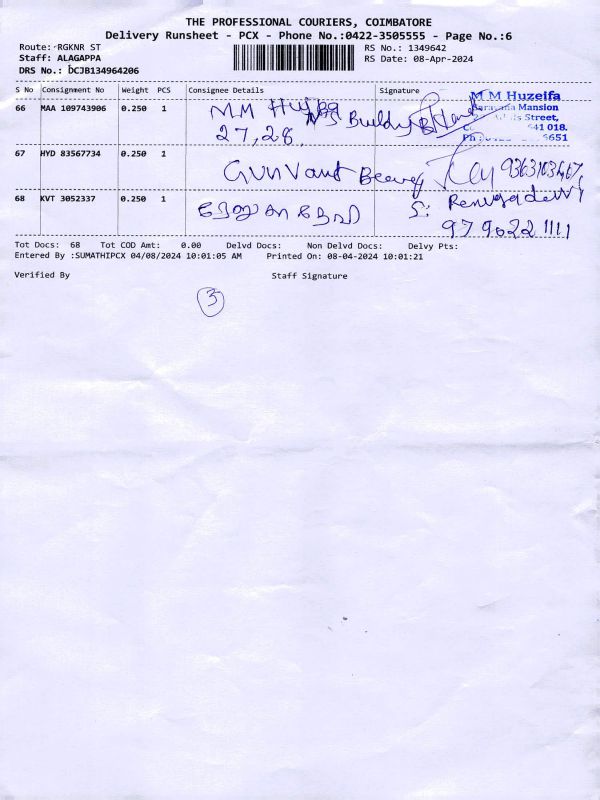 THE PROFESSIONAL COURIERS, COIMBATORE
Delivery Runsheet - PCX - Phone No.:0422-3505555 - Page No.:6
Route: RGKNR ST
RS No.: 1349642
Staff: ALAGAPPA
RS Date: 08-Apr-2024
DRS No.: DCJB134964206
S No Consignment No Weight PCS Consignee Details Signature
66 MAA 109743906 0.250 1 MM
27,28
M M Huzeifa
Mansion
Street,
641 018.
6651
67 HYD 83567734 0.250 1 Gunvant
68 KVT 3052337 0.250 1
S: Renugadevi
9790221111
Tot Docs: 68 Tot COD Amt: 0.00 Delvd Docs: Non Delvd Docs: Delvy Pts:
Entered By :SUMATHIPCX 04/08/2024 10:01:05 AM Printed On: 08-04-2024 10:01:21
Verified By Staff Signature
3